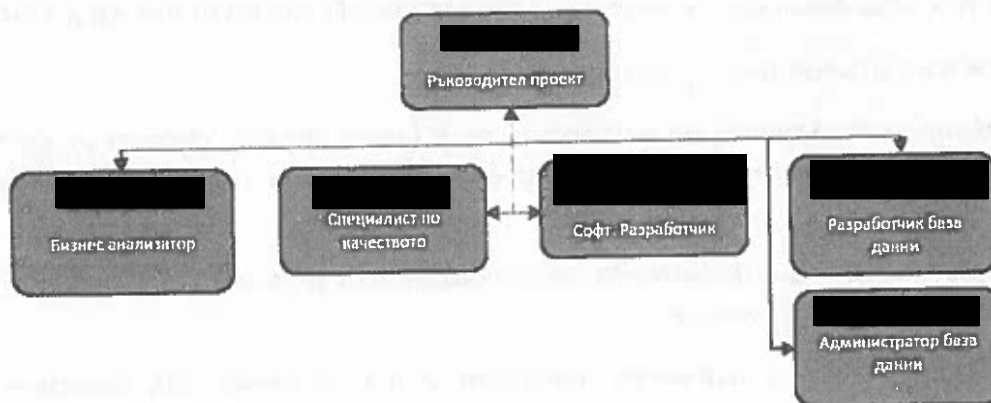 Ръководител проект
Бизнес анализатор
Специалист по
качеството
Софт. Разработчик
Разработчик база
данни
Администратор база
данни